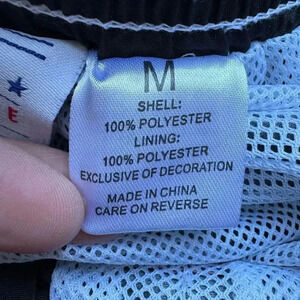 M
SHELL:
100% POLYESTER
LINING:
100% POLYESTER
EXCLUSIVE OF DECORATION
MADE IN CHINA
CARE ON REVERSE
E